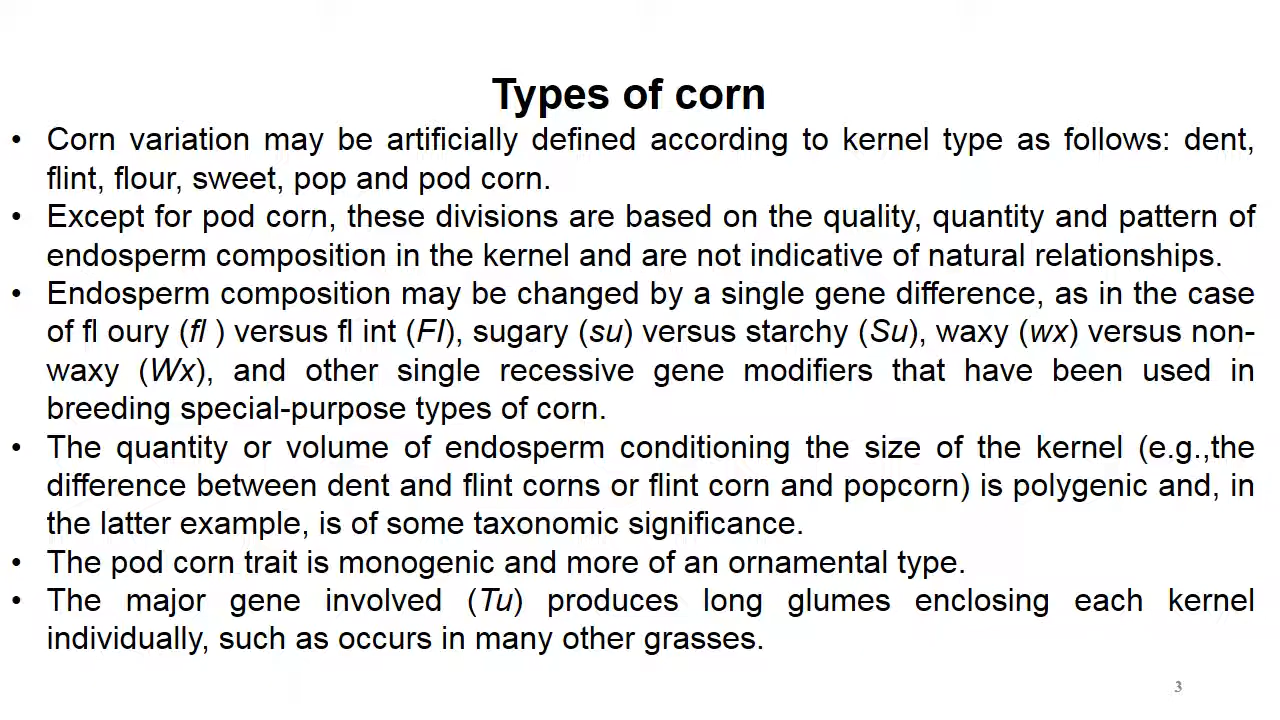 Types of corn
• Corn variation may be artificially defined according to kernel type as follows: dent,
flint, flour, sweet, pop and pod corn.
• Except for pod corn, these divisions are based on the quality, quantity and pattern of
endosperm composition in the kernel and are not indicative of natural relationships.
• Endosperm composition may be changed by a single gene difference, as in the case
of fl oury (fl ) versus fl int (FI), sugary (su) versus starchy (Su), waxy (wx) versus non-
waxy (Wx), and other single recessive gene modifiers that have been used in
breeding special-purpose types of corn.
• The quantity or volume of endosperm conditioning the size of the kernel (e.g.,the
difference between dent and flint corns or flint corn and popcorn) is polygenic and, in
the latter example, is of some taxonomic significance.
• The pod corn trait is monogenic and more of an ornamental type.
• The major gene involved (Tu) produces long glumes enclosing each kernel
individually, such as occurs in many other grasses.
3